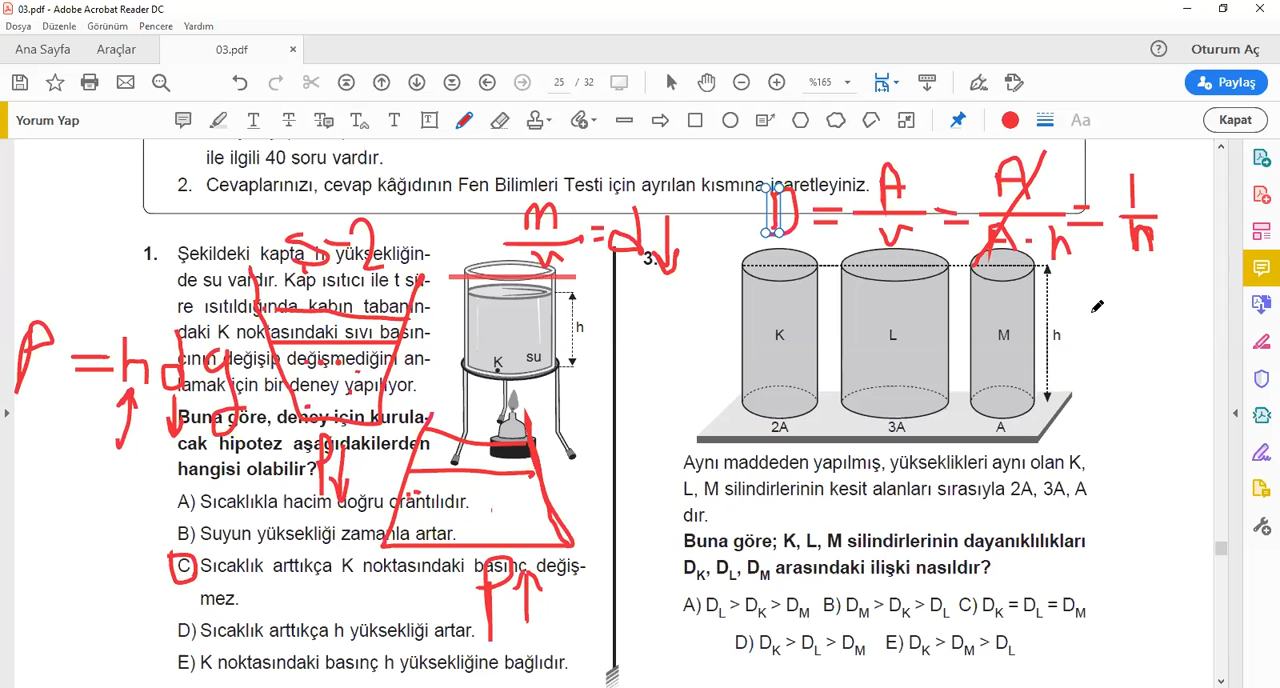 03.pdf - Adobe Acrobat Reader DC
Dosya Düzenle Görünüm Pencere Yardım
Ana Sayfa Araçlar 03.pdf × Oturum Aç
25 / 32 %165 Paylaş
Yorum Yap Aa Kapat
ile ilgili 40 soru vardır.
2. Cevaplarınızı, cevap kâğıdının Fen Bilimleri Testi için ayrılan kısmına işaretleyiniz.
D = A/V = A/A·h = 1/h
m/v = d↓
S-2
1. Şekildeki kapta h yüksekliğin-
de su vardır. Kap ısıtıcı ile t sü-
re ısıtıldığında kabın tabanın-
daki K noktasındaki sıvı basın-
cının değişip değişmediğini an-
lamak için bir deney yapılıyor.
Buna göre, deney için kurula-
cak hipotez aşağıdakilerden
hangisi olabilir?
P = hdg
P↓
P↑
h
K su
A) Sıcaklıkla hacim doğru orantılıdır.
B) Suyun yüksekliği zamanla artar.
C) Sıcaklık arttıkça K noktasındaki basınç değiş-
mez.
D) Sıcaklık arttıkça h yüksekliği artar.
E) K noktasındaki basınç h yüksekliğine bağlıdır.
3.
K L M h
2A 3A A
Aynı maddeden yapılmış, yükseklikleri aynı olan K,
L, M silindirlerinin kesit alanları sırasıyla 2A, 3A, A
dır.
Buna göre; K, L, M silindirlerinin dayanıklılıkları
DK, DL, DM arasındaki ilişki nasıldır?
A) DL > DK > DM B) DM > DK > DL C) DK = DL = DM
D) DK > DL > DM E) DK > DM > DL